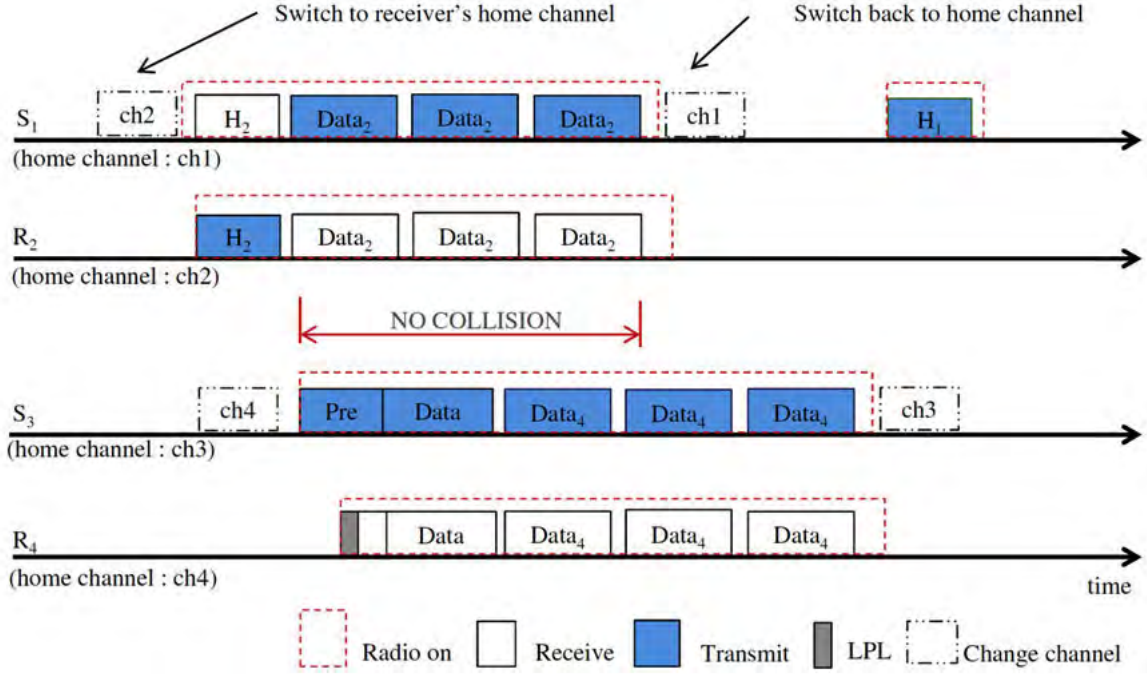 Switch to receiver's home channel Switch back to home channel
S₁ ch2 H₂ Data₂ Data₂ Data₂ ch1 H₁
(home channel : ch1)
R₂ H₂ Data₂ Data₂ Data₂
(home channel : ch2)
NO COLLISION
S₃ ch4 Pre Data Data₄ Data₄ Data₄ ch3
(home channel : ch3)
R₄ Data Data₄ Data₄ Data₄
(home channel : ch4) time
Radio on Receive Transmit LPL Change channel